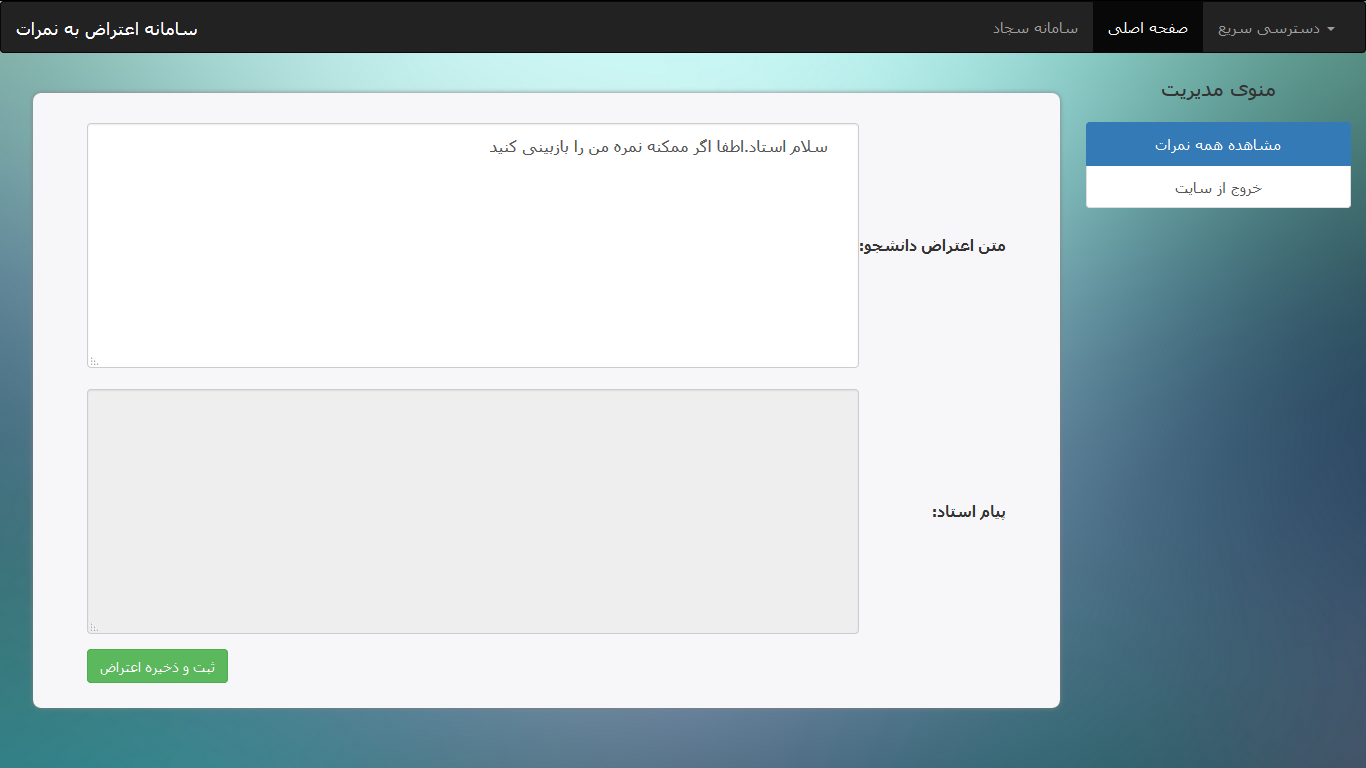 دسترسی سریع
صفحه اصلی
سامانه سجاد
سامانه اعتراض به نمرات
منوی مدیریت
مشاهده همه نمرات
خروج از سایت
متن اعتراض دانشجو:
سلام استاد.اطفا اگر ممکنه نمره من را بازبینی کنید
پیام استاد:
ثبت و ذخیره اعتراض